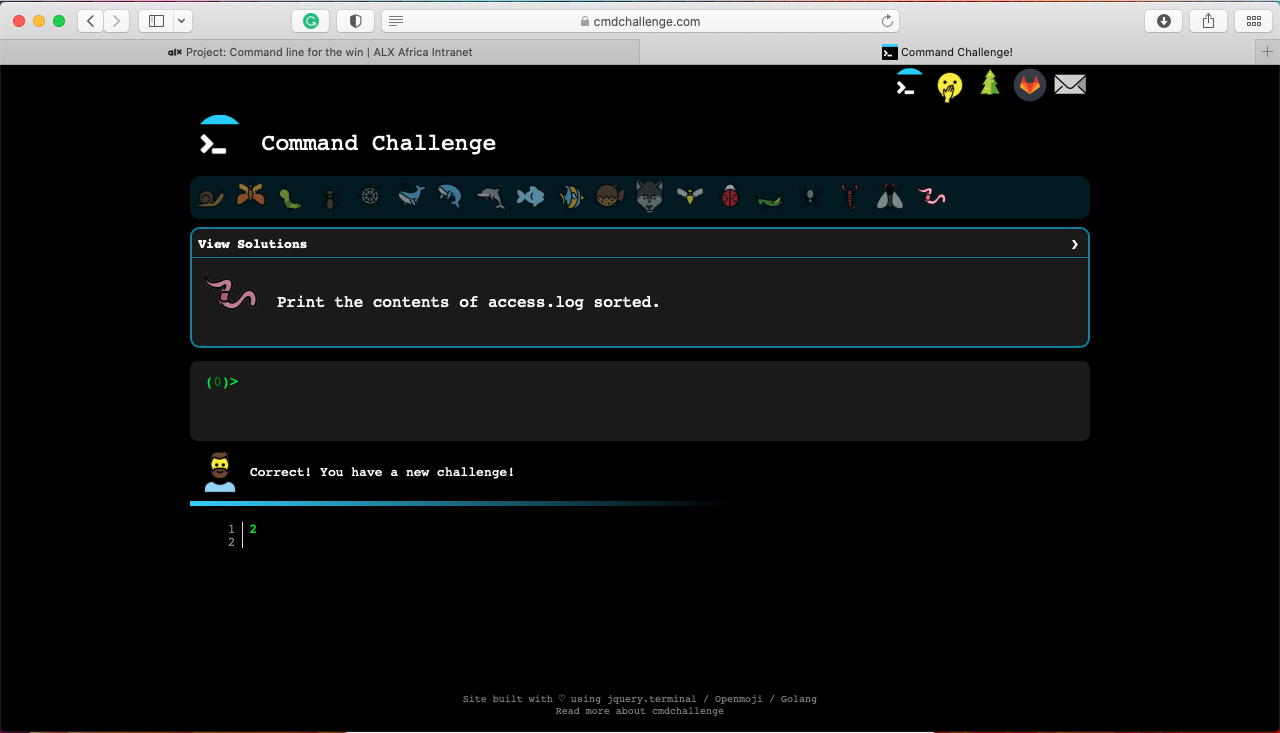 cmdchallenge.com
alx Project: Command line for the win | ALX Africa Intranet
Command Challenge!
Command Challenge
View Solutions
Print the contents of access.log sorted.
(0)>
Correct! You have a new challenge!
1 2
2
Site built with ♡ using jquery.terminal / Openmoji / Golang
Read more about cmdchallenge